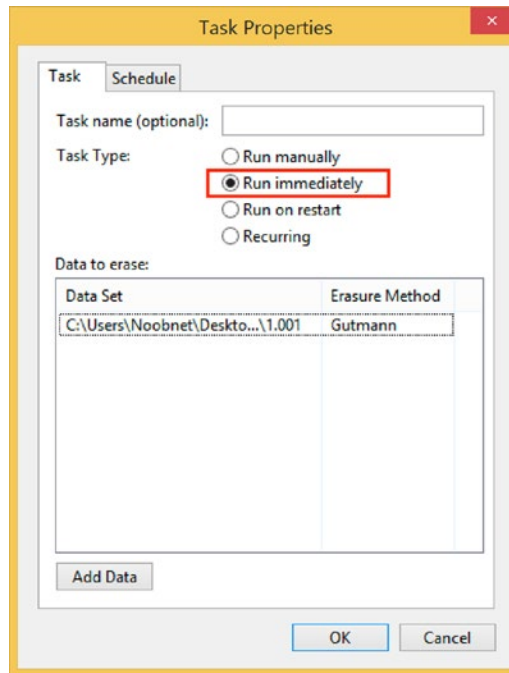 Task Properties
Task Schedule
Task name (optional):
Task Type: Run manually
Run immediately
Run on restart
Recurring
Data to erase:
Data Set Erasure Method
C:\Users\Noobnet\Deskto...\1.001 Gutmann
Add Data
OK Cancel